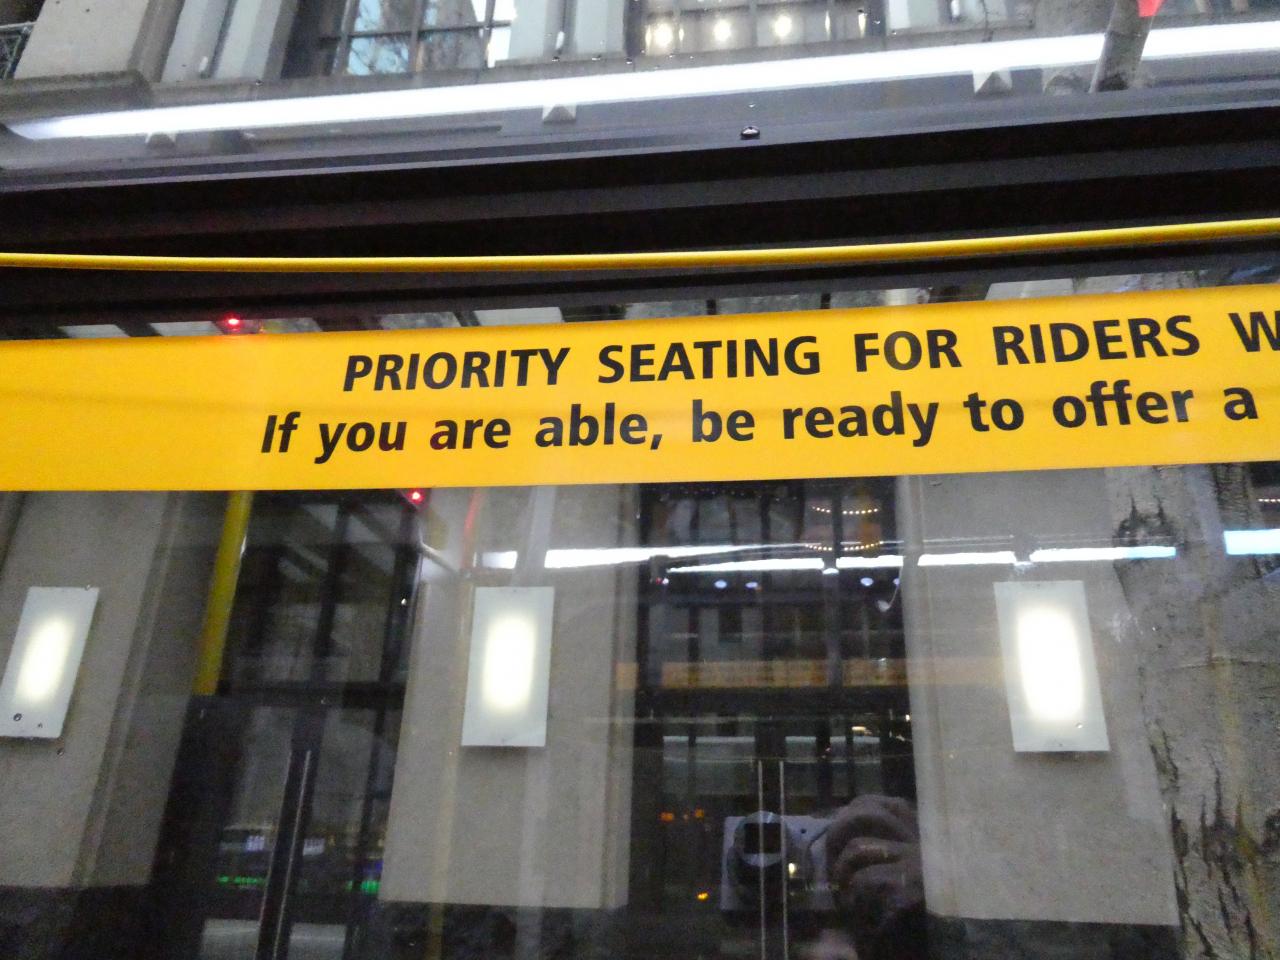 PRIORITY SEATING FOR RIDERS W
If you are able, be ready to offer a